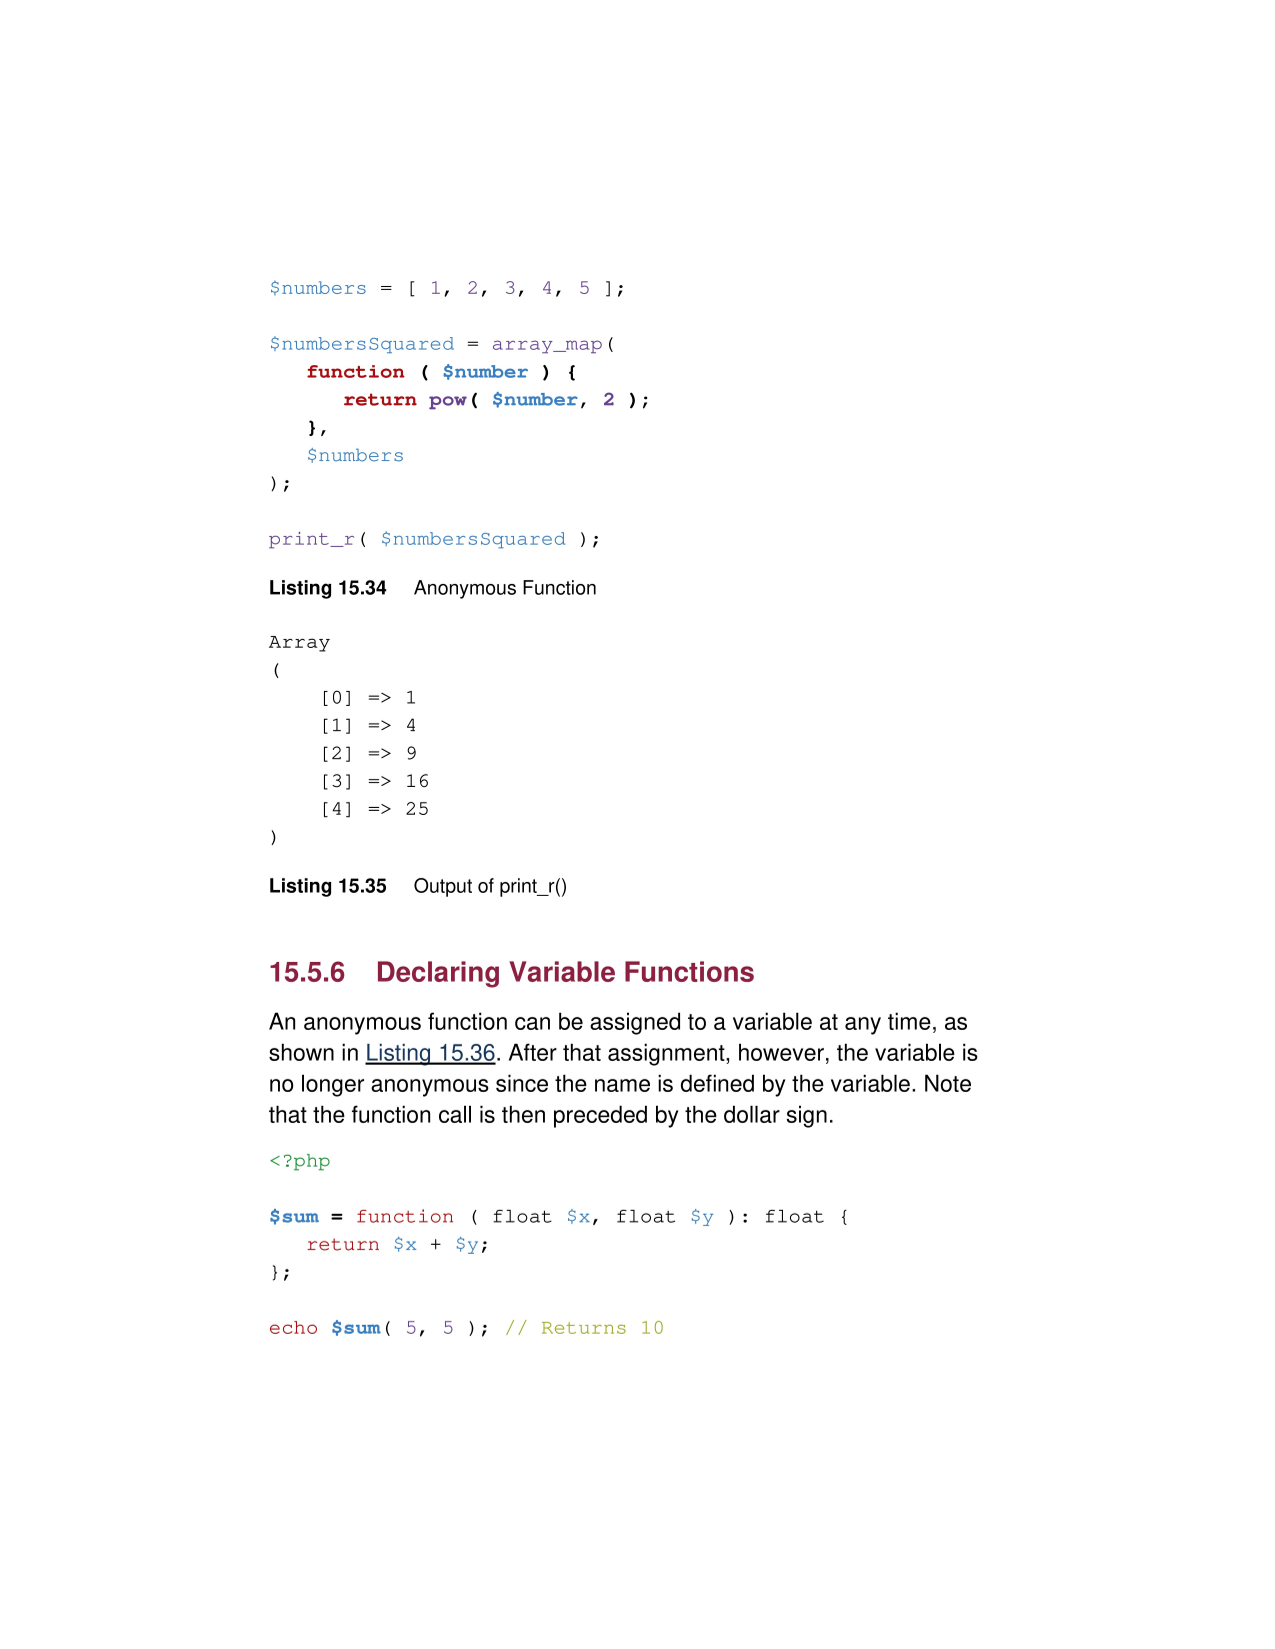 $numbers = [ 1, 2, 3, 4, 5 ];
$numbersSquared = array_map(
   function ( $number ) {
      return pow( $number, 2 );
   },
   $numbers
);
print_r( $numbersSquared );
Listing 15.34 Anonymous Function
Array
(
    [0] => 1
    [1] => 4
    [2] => 9
    [3] => 16
    [4] => 25
)
Listing 15.35 Output of print_r()
15.5.6 Declaring Variable Functions
An anonymous function can be assigned to a variable at any time, as
shown in Listing 15.36. After that assignment, however, the variable is
no longer anonymous since the name is defined by the variable. Note
that the function call is then preceded by the dollar sign.
<?php
$sum = function ( float $x, float $y ): float {
   return $x + $y;
};
echo $sum( 5, 5 ); // Returns 10